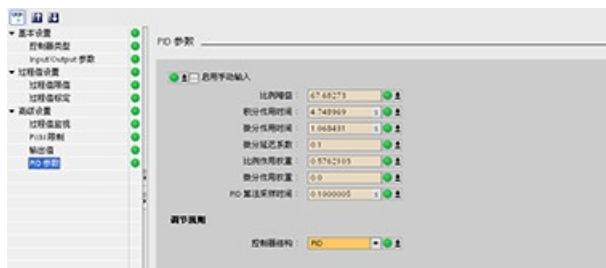 基本设置
控制器类型
Input/Output 参数
过程值设置
过程值限值
过程值标定
高级设置
过程值监视
PWM 限制
输出值
PID 参数
PID 参数
启用手动输入
比例增益： 67.68273
积分作用时间： 4.748969 s
微分作用时间： 1.068431 s
微分延迟系数： 0.1
比例作用权重： 0.5762303
微分作用权重： 0.0
PID 算法采样时间： 0.1000005 s
调节规则
控制器结构： PID